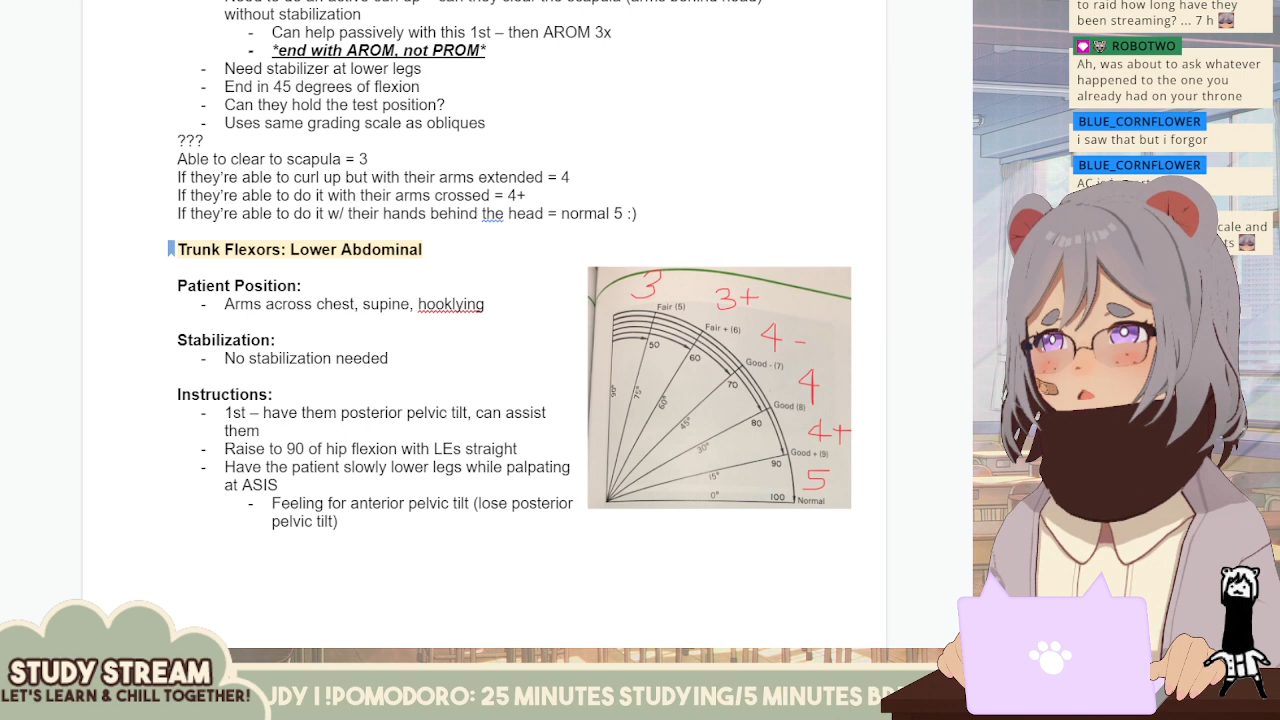 without stabilization
- Can help passively with this 1st – then AROM 3x
- *end with AROM, not PROM*
- Need stabilizer at lower legs
- End in 45 degrees of flexion
- Can they hold the test position?
- Uses same grading scale as obliques
???
Able to clear to scapula = 3
If they're able to curl up but with their arms extended = 4
If they're able to do it with their arms crossed = 4+
If they're able to do it w/ their hands behind the head = normal 5 :)
Trunk Flexors: Lower Abdominal
Patient Position:
- Arms across chest, supine, hooklying
Stabilization:
- No stabilization needed
Instructions:
- 1st – have them posterior pelvic tilt, can assist
them
- Raise to 90 of hip flexion with LEs straight
- Have the patient slowly lower legs while palpating
at ASIS
- Feeling for anterior pelvic tilt (lose posterior
pelvic tilt)
3
3+
4 -
4
4+
5
Fair (5)
Fair + (6)
Good - (7)
Good (8)
Good + (9)
Normal
50
60
70
80
90
100
90°
75°
60°
45°
30°
15°
0°
to raid how long have they
been streaming? ... 7 h
ROBOTWO
Ah, was about to ask whatever
happened to the one you
already had on your throne
BLUE_CORNFLOWER
i saw that but i forgor
BLUE_CORNFLOWER
STUDY STREAM
LET'S LEARN & CHILL TOGETHER!
UDY | !POMODORO: 25 MINUTES STUDYING/5 MINUTES